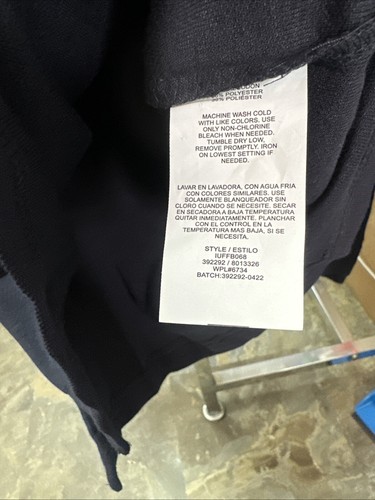 POLYESTER
POLIÉSTER
MACHINE WASH COLD
WITH LIKE COLORS. USE
ONLY NON-CHLORINE
BLEACH WHEN NEEDED.
TUMBLE DRY LOW,
REMOVE PROMPTLY. IRON
ON LOWEST SETTING IF
NEEDED.
LAVAR EN LAVADORA, CON AGUA FRIA
CON COLORES SIMILARES. USE
SOLAMENTE BLANQUEADOR SIN
CLORO CUANDO SE NECESITE. SECAR
EN SECADORA A BAJA TEMPERATURA
QUITAR INMEDIATAMENTE. PLANCHAR
CON EL CONTROL EN LA
TEMPERATURA MAS BAJA, SI SE
NECESITA.
STYLE / ESTILO
IUFFB068
392292 / 8013326
WPL#6734
BATCH:392292-0422